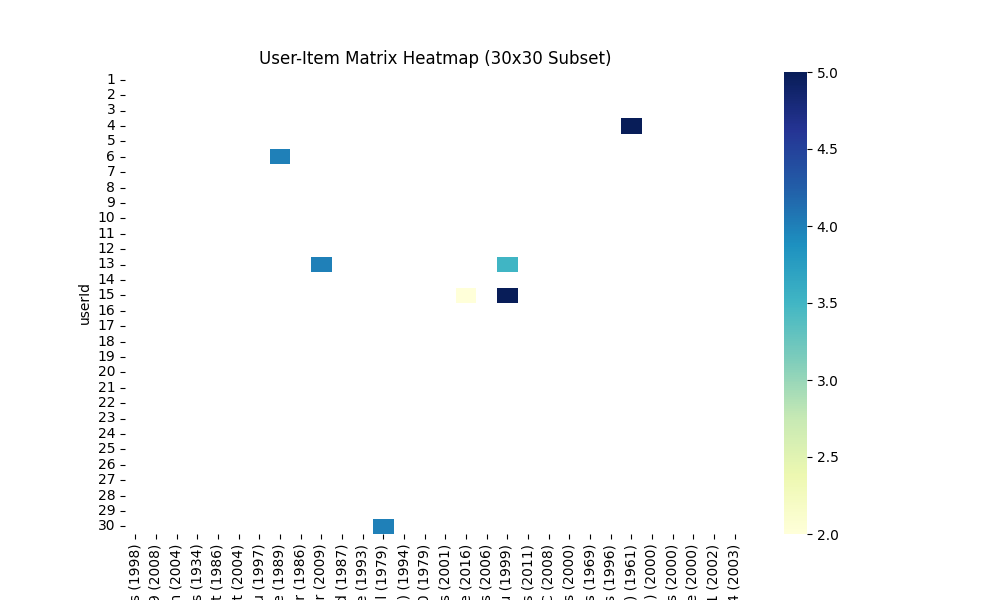 User-Item Matrix Heatmap (30x30 Subset)
userId
1
2
3
4
5
6
7
8
9
10
11
12
13
14
15
16
17
18
19
20
21
22
23
24
25
26
27
28
29
30
s (1998)
9 (2008)
n (2004)
s (1934)
t (1986)
t (2004)
u (1997)
e (1989)
r (1986)
r (2009)
d (1987)
e (1993)
l (1979)
) (1994)
0 (1979)
s (2001)
e (2016)
s (2006)
u (1999)
s (2011)
c (2008)
s (2000)
s (1969)
s (1996)
) (1961)
) (2000)
s (2000)
e (2000)
1 (2002)
4 (2003)
5.0
4.5
4.0
3.5
3.0
2.5
2.0